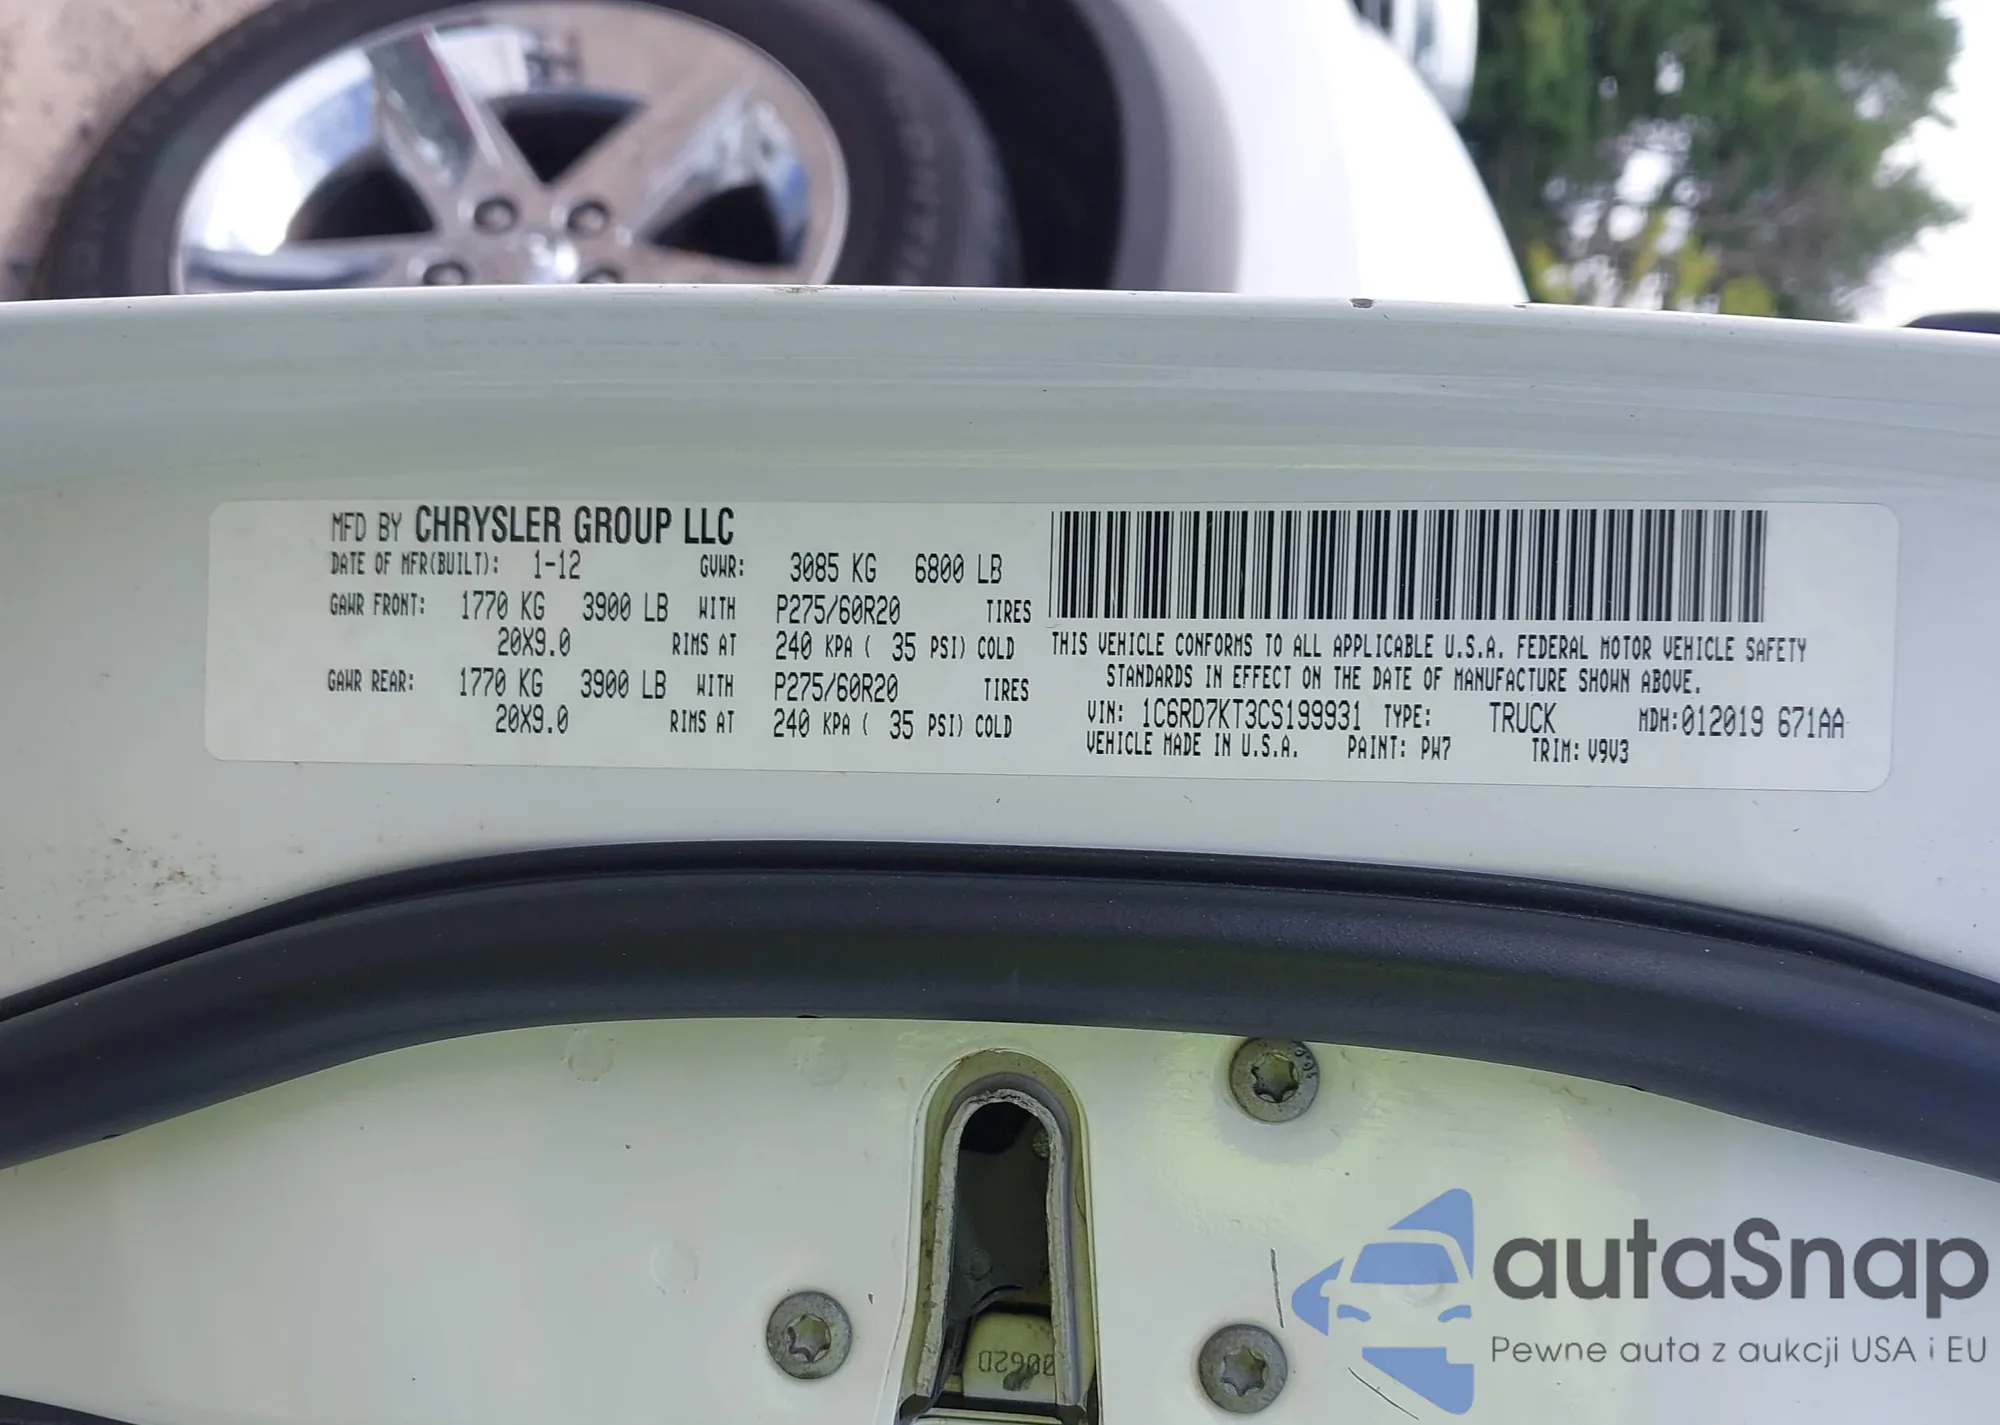 MFD BY CHRYSLER GROUP LLC
DATE OF MFR(BUILT): 1-12 GVWR: 3085 KG 6800 LB
GAWR FRONT: 1770 KG 3900 LB WITH P275/60R20 TIRES
20X9.0 RIMS AT 240 KPA ( 35 PSI) COLD
GAWR REAR: 1770 KG 3900 LB WITH P275/60R20 TIRES
20X9.0 RIMS AT 240 KPA ( 35 PSI) COLD
THIS VEHICLE CONFORMS TO ALL APPLICABLE U.S.A. FEDERAL MOTOR VEHICLE SAFETY
STANDARDS IN EFFECT ON THE DATE OF MANUFACTURE SHOWN ABOVE.
VIN: 1C6RD7KT3CS199931 TYPE: TRUCK MDH:012019 671AA
VEHICLE MADE IN U.S.A. PAINT: PW7 TRIM: V9V3
autaSnap
Pewne auta z aukcji USA i EU